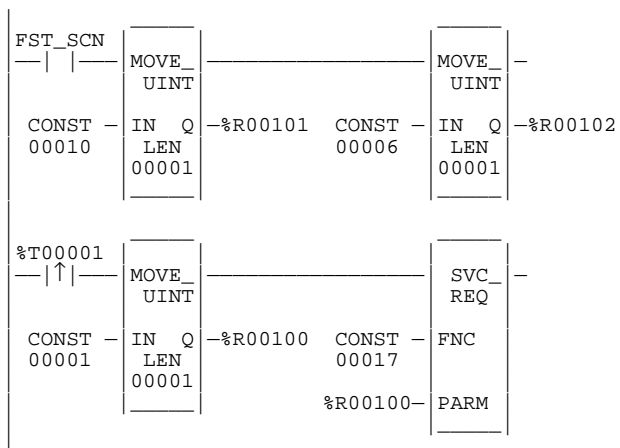 FST_SCN
MOVE_ MOVE_
UINT UINT
CONST IN Q %R00101 CONST IN Q %R00102
00010 LEN 00006 LEN
00001 00001
%T00001
↑ MOVE_ SVC_
UINT REQ
CONST IN Q %R00100 CONST FNC
00001 LEN 00017
00001
%R00100 PARM